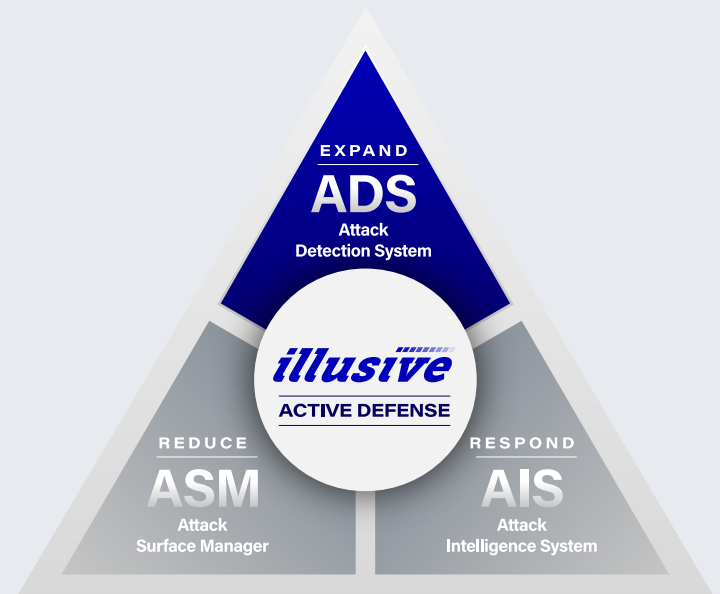 EXPAND
ADS
Attack
Detection System
illusive
ACTIVE DEFENSE
REDUCE
ASM
Attack
Surface Manager
RESPOND
AIS
Attack
Intelligence System